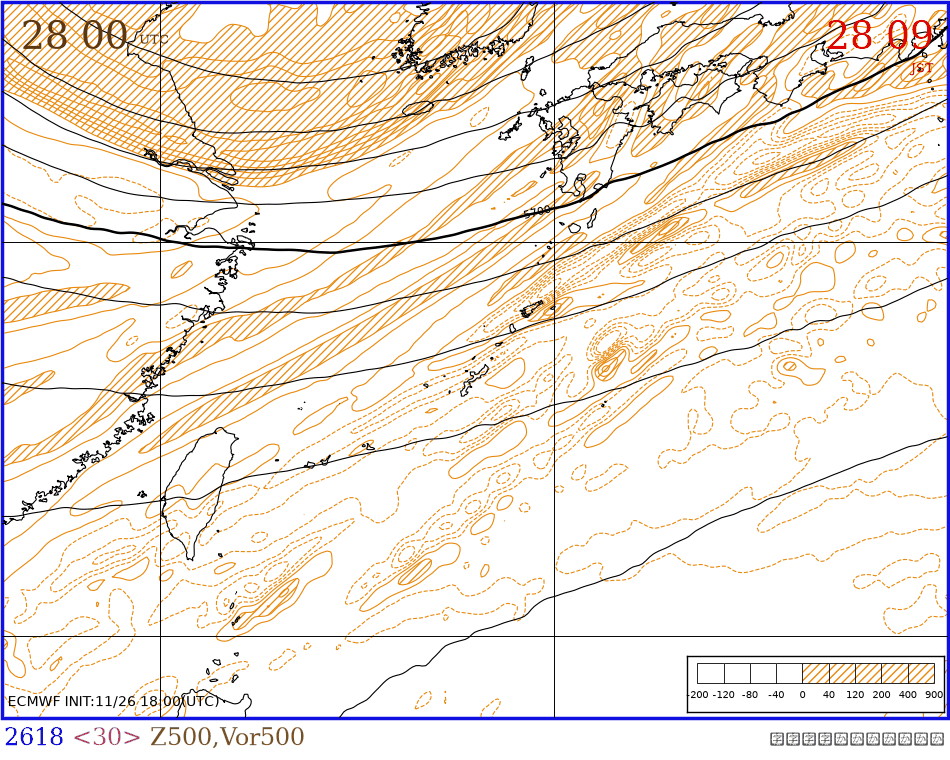 28 00 UTC
28 09
JST
5700
-200 -120 -80 -40 0 40 120 200 400 900
ECMWF INIT:11/26 18:00(UTC)
2618 <30> Z500,Vor500